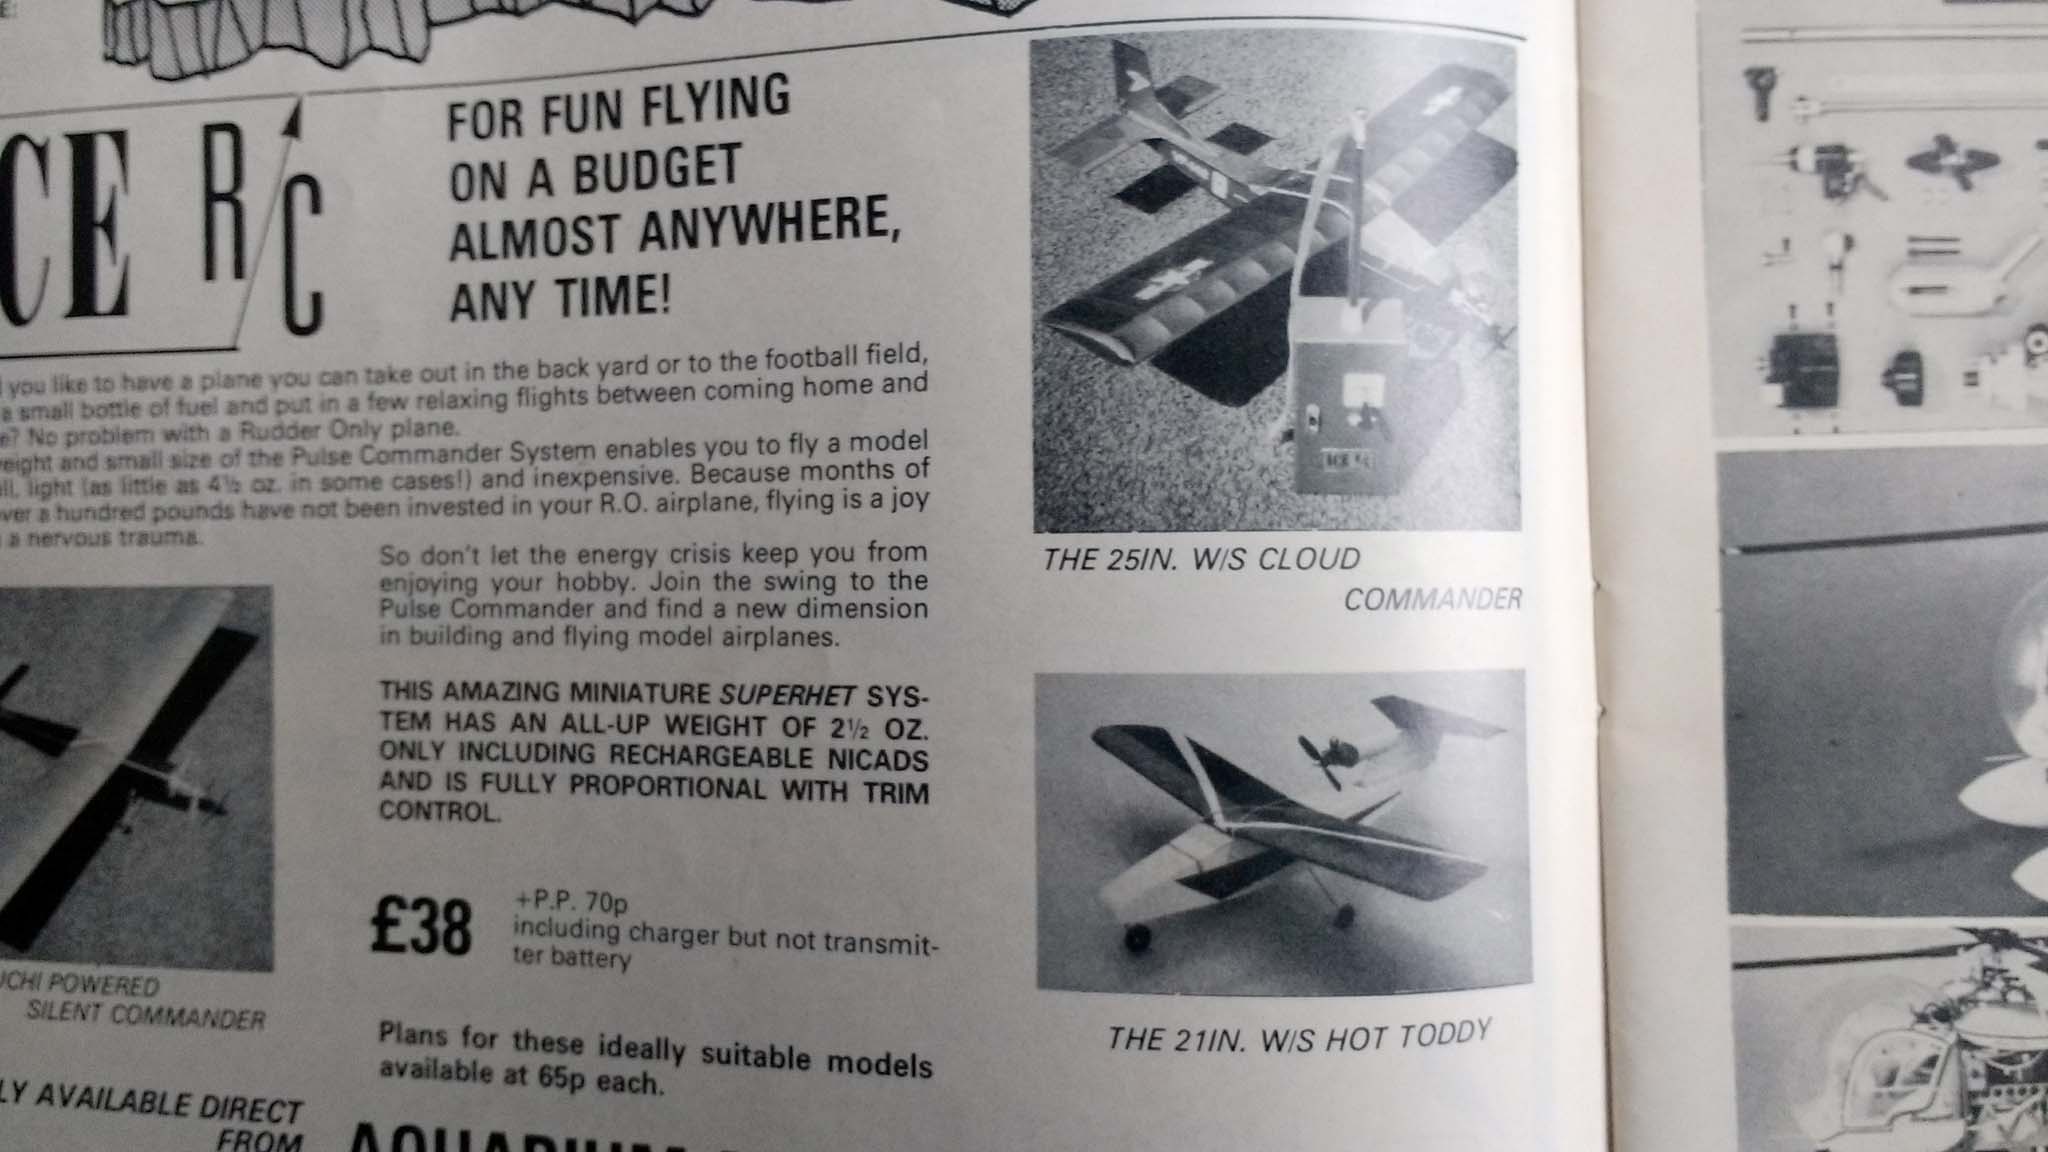 E:
CE R/C
FOR FUN FLYING
ON A BUDGET
ALMOST ANYWHERE,
ANY TIME!
you like to have a plane you can take out in the back yard or to the football field,
a small bottle of fuel and put in a few relaxing flights between coming home and
e? No problem with a Rudder Only plane.
eight and small size of the Pulse Commander System enables you to fly a model
ll, light (as little as 4½ oz. in some cases!) and inexpensive. Because months of
ver a hundred pounds have not been invested in your R.O. airplane, flying is a joy
a nervous trauma.
So don't let the energy crisis keep you from
enjoying your hobby. Join the swing to the
Pulse Commander and find a new dimension
in building and flying model airplanes.
THIS AMAZING MINIATURE SUPERHET SYS-
TEM HAS AN ALL-UP WEIGHT OF 2½ OZ.
ONLY INCLUDING RECHARGEABLE NICADS
AND IS FULLY PROPORTIONAL WITH TRIM
CONTROL.
£38
+P.P. 70p
including charger but not transmit-
ter battery
Plans for these ideally suitable models
available at 65p each.
UCHI POWERED
SILENT COMMANDER
LY AVAILABLE DIRECT
FROM
AQUARIUM
ACE R/C
THE 25IN. W/S CLOUD
COMMANDER
THE 21IN. W/S HOT TODDY